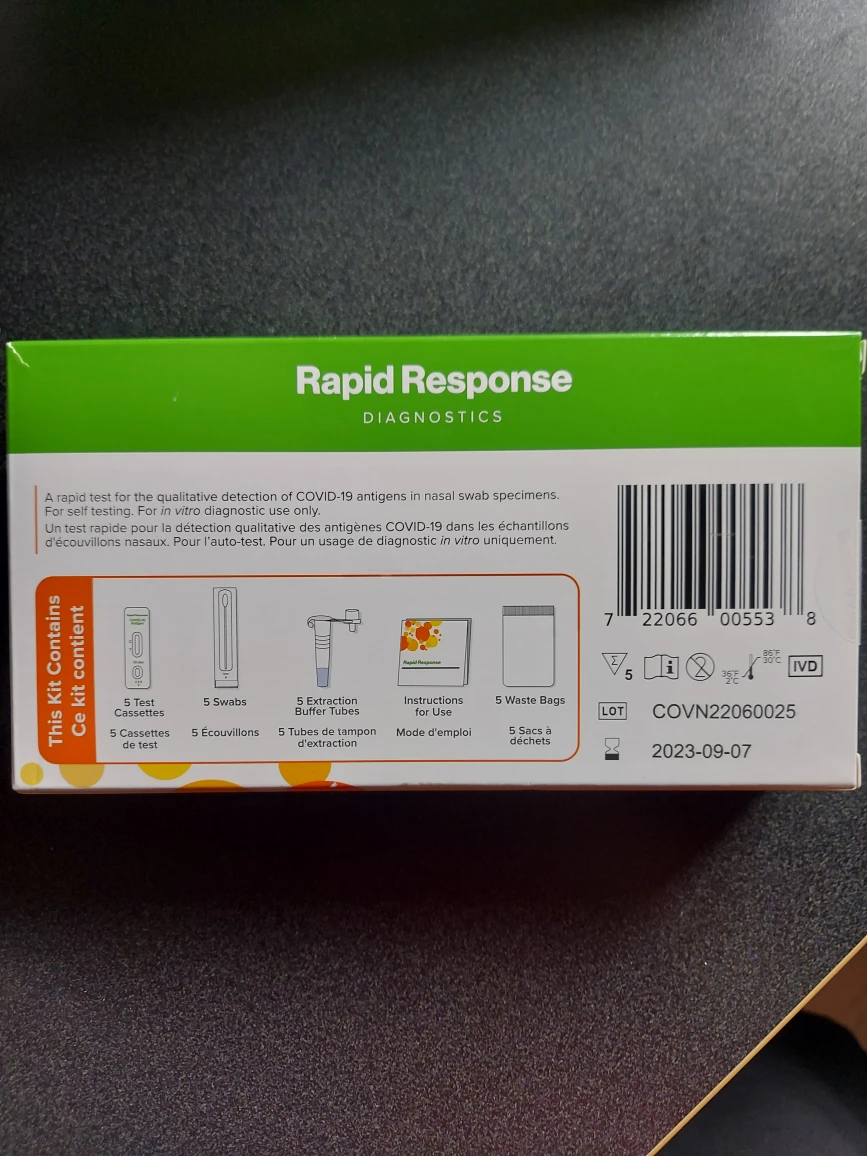 Rapid Response
DIAGNOSTICS
A rapid test for the qualitative detection of COVID-19 antigens in nasal swab specimens.
For self testing. For in vitro diagnostic use only.
Un test rapide pour la détection qualitative des antigènes COVID-19 dans les échantillons
d'écouvillons nasaux. Pour l'auto-test. Pour un usage de diagnostic in vitro uniquement.
This Kit Contains
Ce kit contient
Rapid Response
5 Test
Cassettes
5 Cassettes
de test
5 Swabs
5 Écouvillons
5 Extraction
Buffer Tubes
5 Tubes de tampon
d'extraction
Instructions
for Use
Mode d'emploi
5 Waste Bags
5 Sacs à
déchets
7 22066 00553 8
Σ 5
i
2
36°F
2°C
86°F
30°C
IVD
LOT COVN22060025
2023-09-07